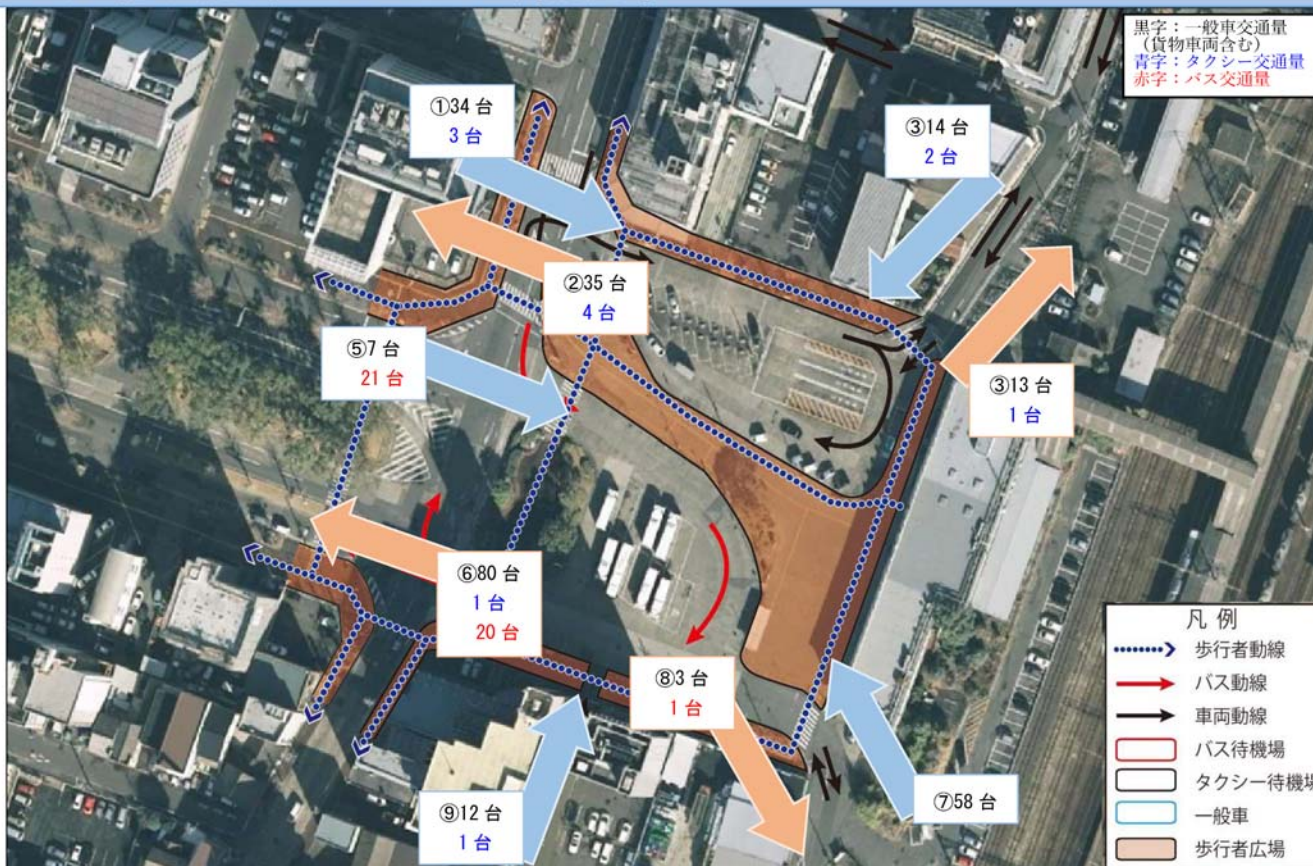 黒字：一般車交通量
（貨物車両含む）
青字：タクシー交通量
赤字：バス交通量
①34 台
3 台
③14 台
2 台
②35 台
4 台
⑤7 台
21 台
③13 台
1 台
⑥80 台
1 台
20 台
⑧3 台
1 台
⑦58 台
⑨12 台
1 台
凡 例
歩行者動線
バス動線
車両動線
バス待機場
タクシー待機場
一般車
歩行者広場